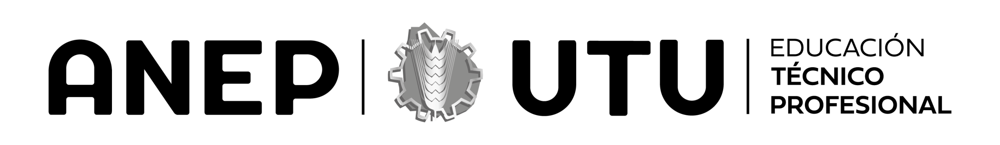 ANEP
UTU
EDUCACIÓN
TÉCNICO
PROFESIONAL